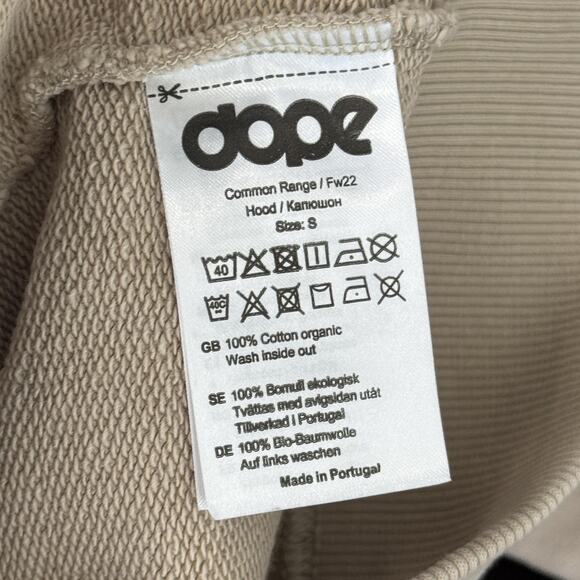 dope
Common Range / Fw22
Hood / Капюшон
Size: S
40
40C
GB 100% Cotton organic
Wash inside out
SE 100% Bomull ekologisk
Tvättas med avigsidan utåt
Tillverkad i Portugal
DE 100% Bio-Baumwolle
Auf links waschen
Made in Portugal